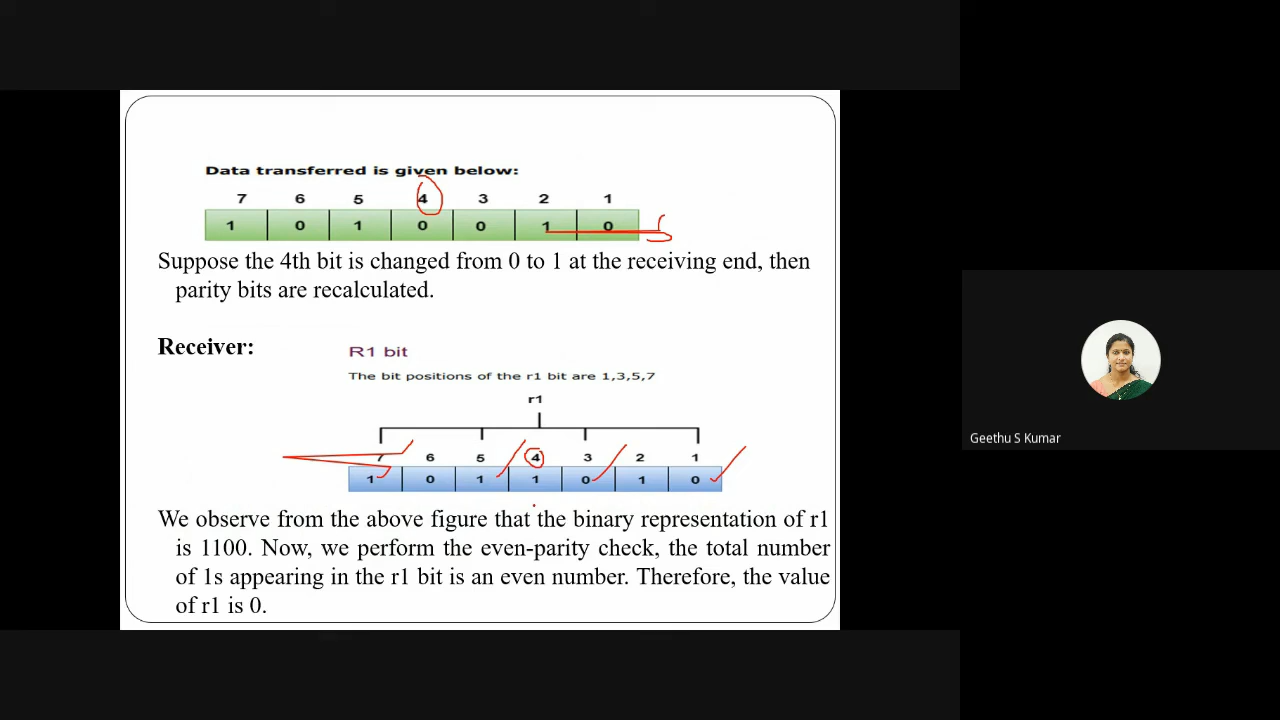 Data transferred is given below:
7 6 5 4 3 2 1
1 0 1 0 0 1 0
Suppose the 4th bit is changed from 0 to 1 at the receiving end, then
parity bits are recalculated.
Receiver:
R1 bit
The bit positions of the r1 bit are 1,3,5,7
r1
7 6 5 4 3 2 1
1 0 1 1 0 1 0
We observe from the above figure that the binary representation of r1
is 1100. Now, we perform the even-parity check, the total number
of 1s appearing in the r1 bit is an even number. Therefore, the value
of r1 is 0.
Geethu S Kumar